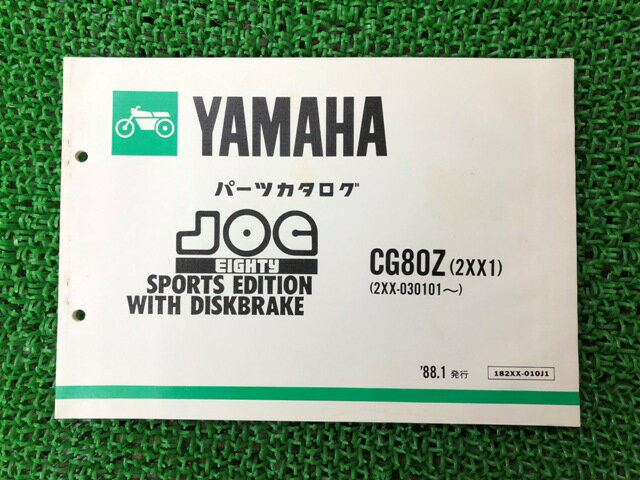 YAMAHA
パーツカタログ
JOG
EIGHTY
SPORTS EDITION
WITH DISKBRAKE
CG80Z (2XX1)
(2XX-030101〜)
'88.1 発行
182XX-010J1